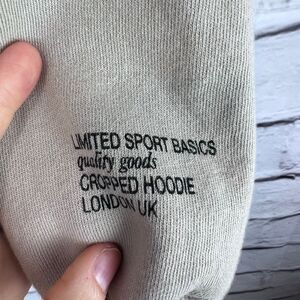 LIMITED SPORT BASICS
quality goods
CROPPED HOODIE
LONDON UK